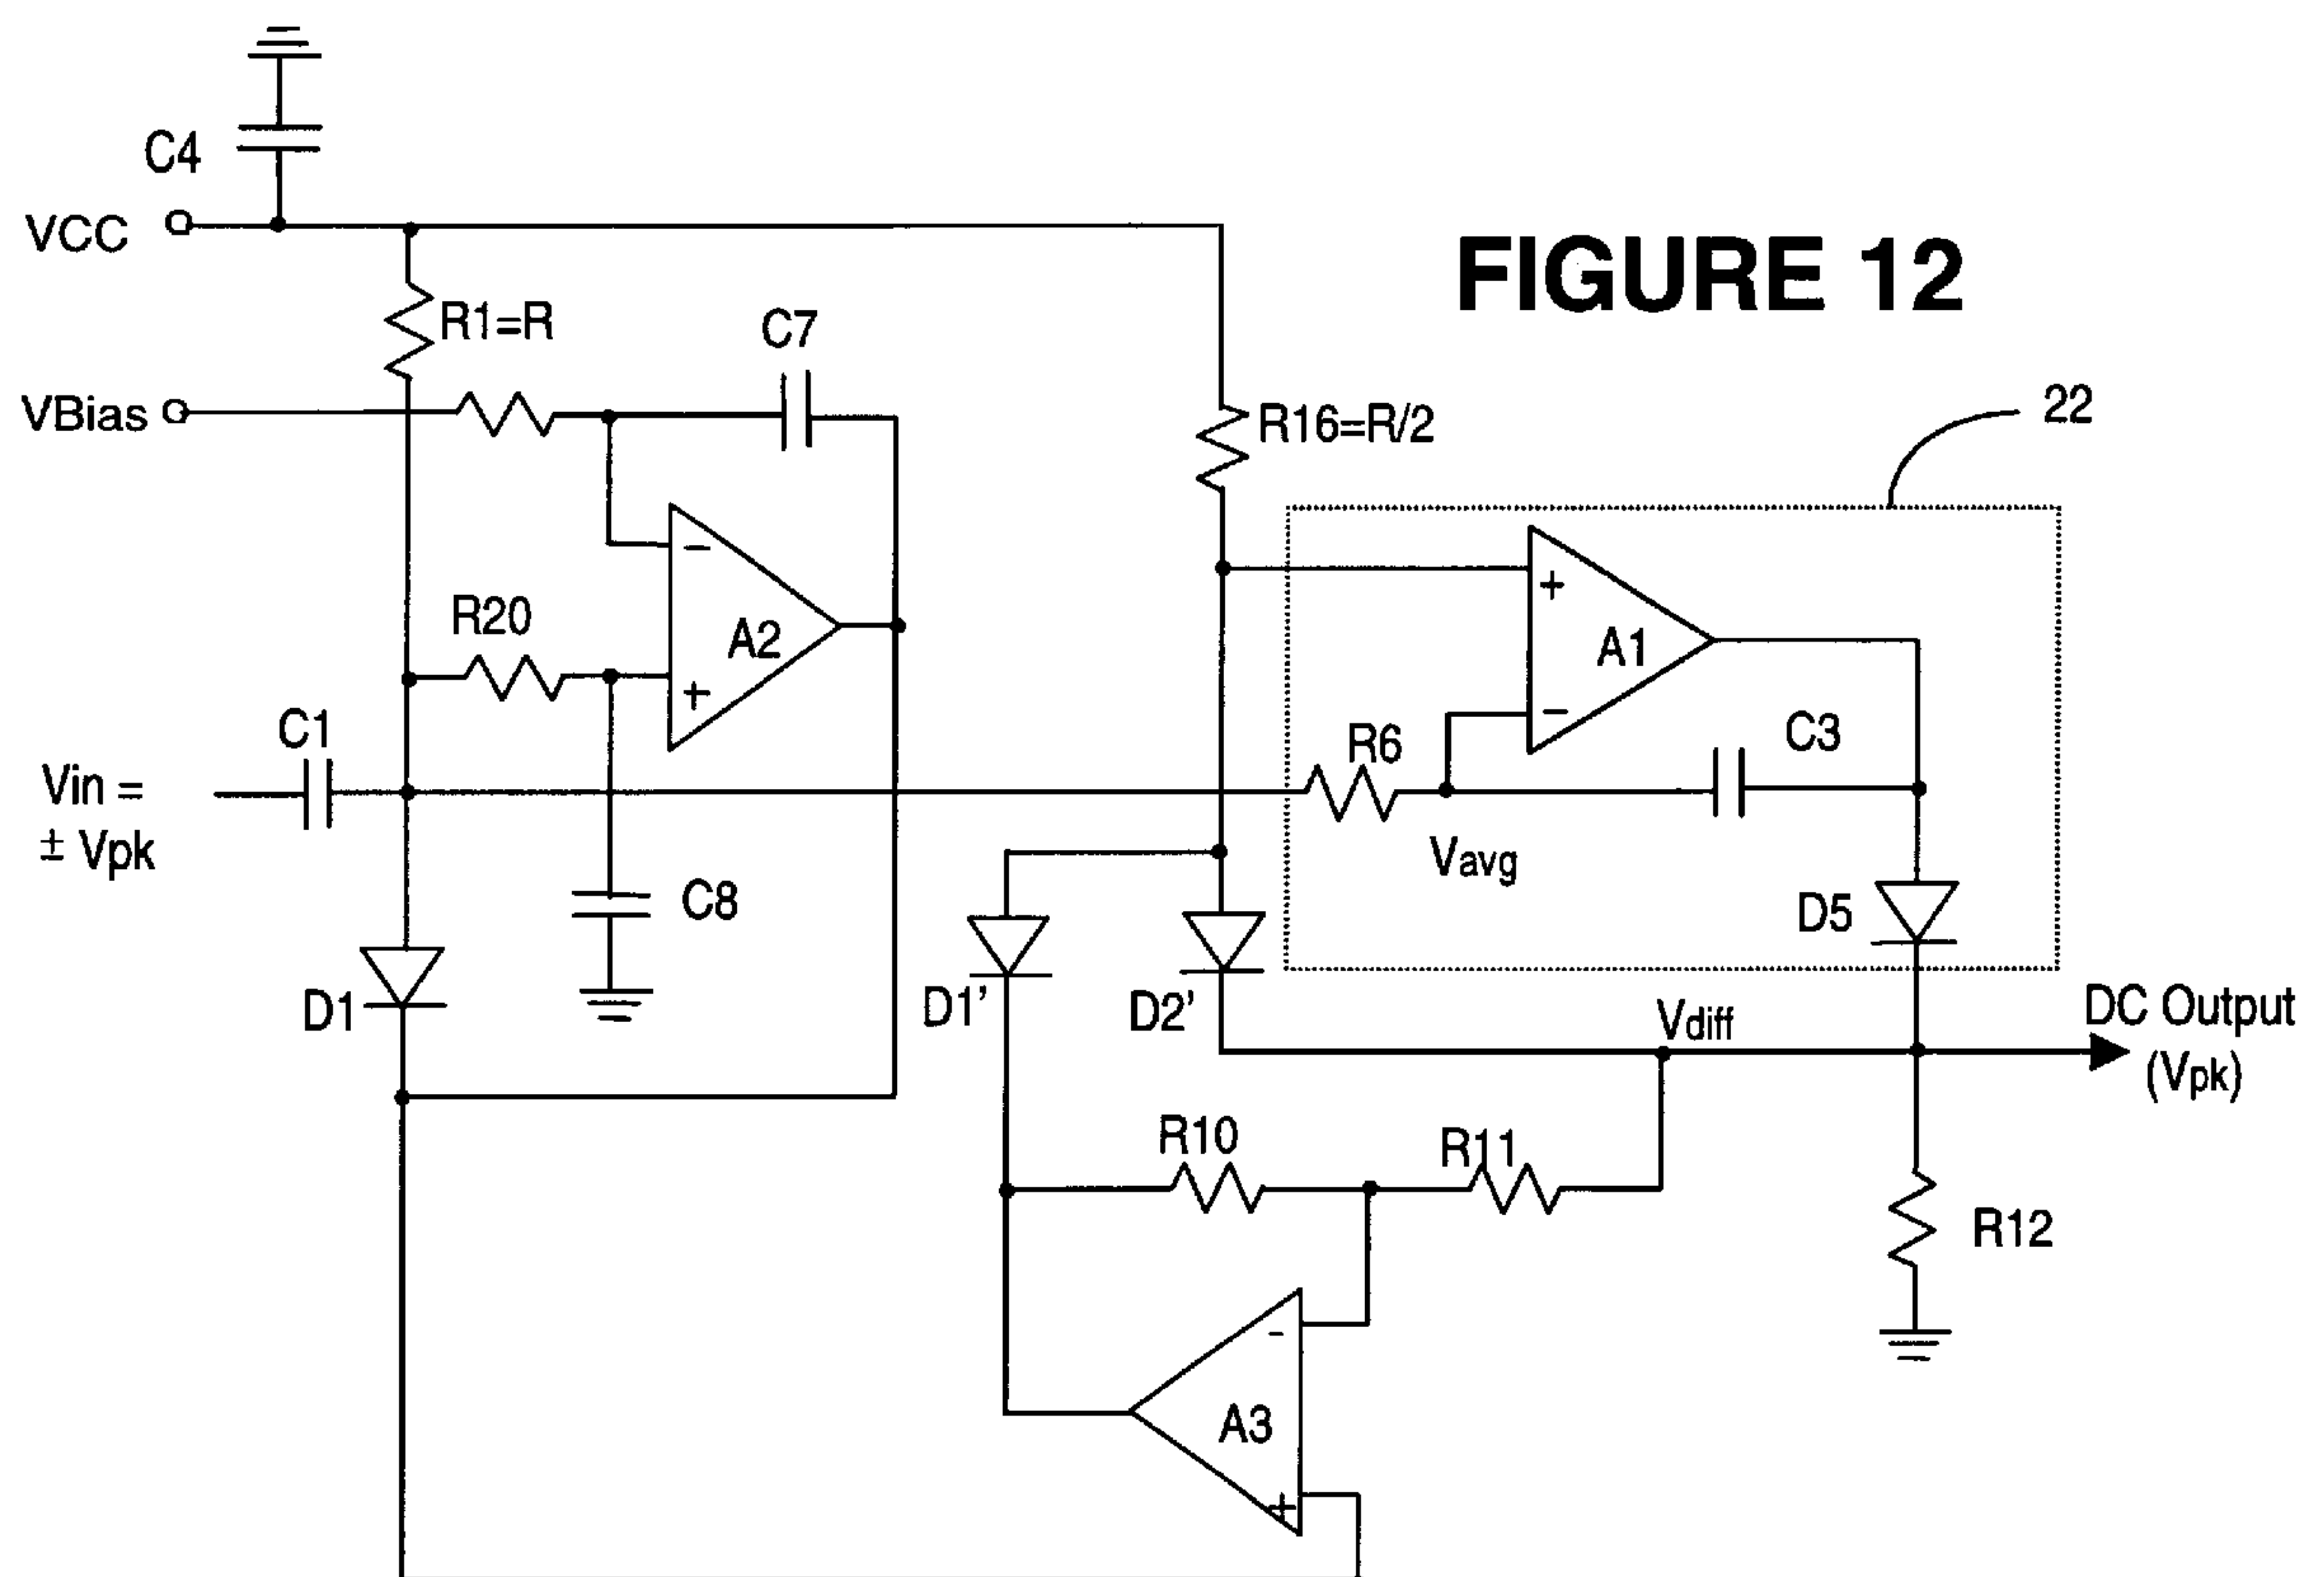 C4
VCC
FIGURE 12
R1=R
C7
VBias
R16=R/2
22
R20
A2
+
-
A1
+
-
C1
R6
C3
Vin =
± Vpk
Vavg
C8
D5
D1
D1'
D2'
Vdiff
DC Output
(Vpk)
R10
R11
R12
-
A3
+